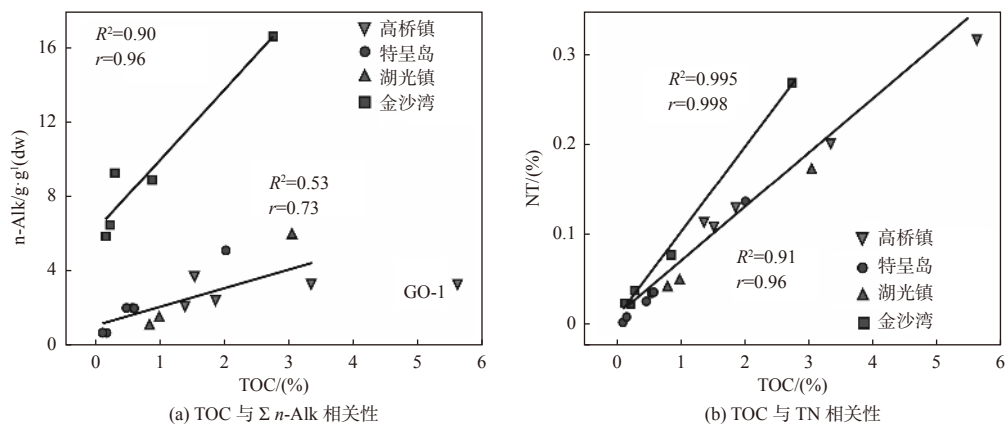 R²=0.90
r=0.96
高桥镇
特呈岛
湖光镇
金沙湾
R²=0.53
r=0.73
GO-1
n-Alk/g·g¹(dw)
0
4
8
12
16
0 1 2 3 4 5 6
TOC/(%)
(a) TOC 与 Σ n-Alk 相关性
R²=0.995
r=0.998
R²=0.91
r=0.96
高桥镇
特呈岛
湖光镇
金沙湾
NT/(%)
0
0.1
0.2
0.3
0 1 2 3 4 5 6
TOC/(%)
(b) TOC 与 TN 相关性